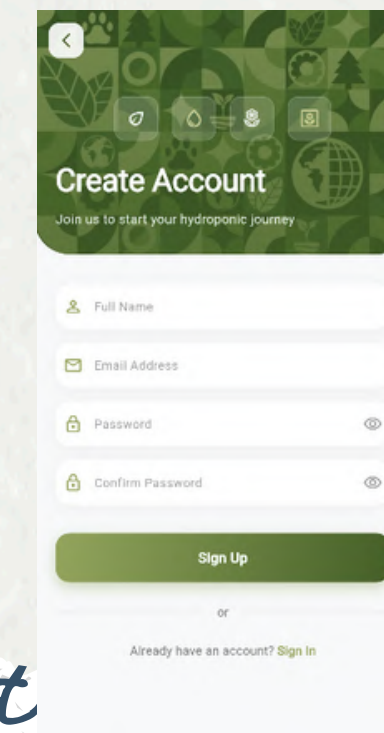 Create Account
Join us to start your hydroponic journey
Full Name
Email Address
Password
Confirm Password
Sign Up
or
Already have an account? Sign In